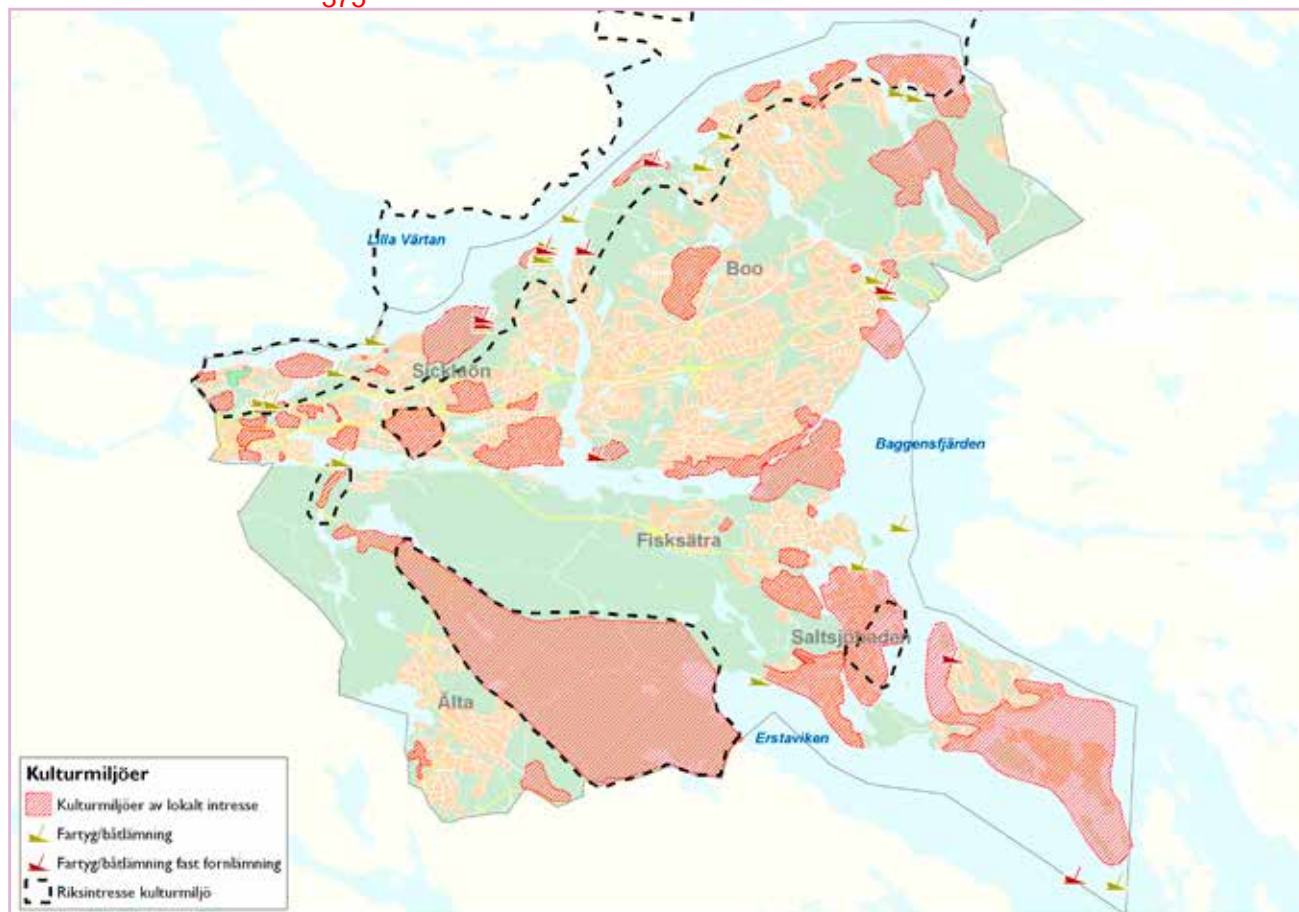 575
Lilla Värtan
Boo
Sicklaön
Baggensfjärden
Fisksätra
Saltsjöbaden
Älta
Erstaviken
Kulturmiljöer
Kulturmiljöer av lokalt intresse
Fartyg/båtlämning
Fartyg/båtlämning fast fornlämning
Riksintresse kulturmiljö